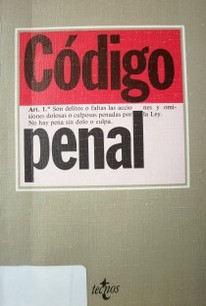 Código
Art. 1.º Son delitos o faltas las accio nes y omi-
siones dolosas o culposas penadas por la Ley.
No hay pena sin dolo o culpa.
penal
tecnos